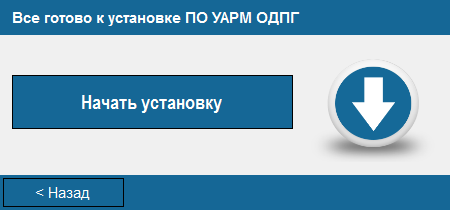 Все готово к установке ПО УАРМ ОДПГ
Начать установку
< Назад